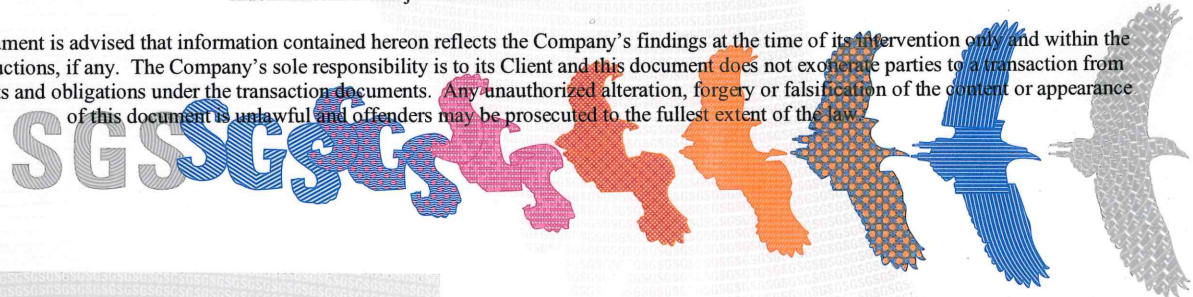 ment is advised that information contained hereon reflects the Company's findings at the time of its intervention only and within the
ctions, if any. The Company's sole responsibility is to its Client and this document does not exonerate parties to a transaction from
s and obligations under the transaction documents. Any unauthorized alteration, forgery or falsification of the content or appearance
of this document is unlawful and offenders may be prosecuted to the fullest extent of the law.
SGS SGS SGS